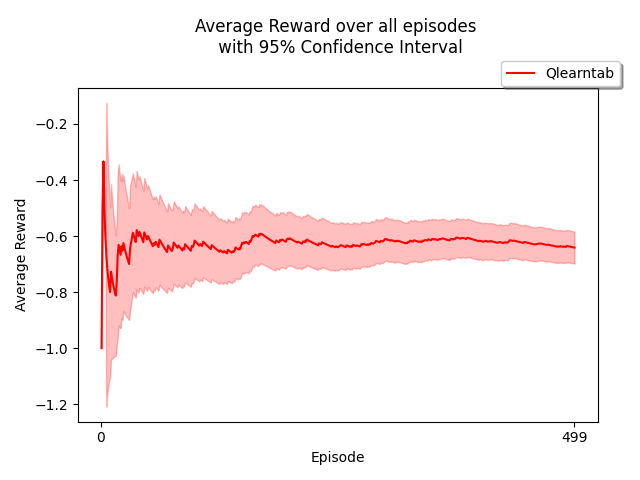 Average Reward over all episodes
with 95% Confidence Interval
Qlearntab
−0.2
−0.4
−0.6
−0.8
−1.0
−1.2
Average Reward
0
499
Episode